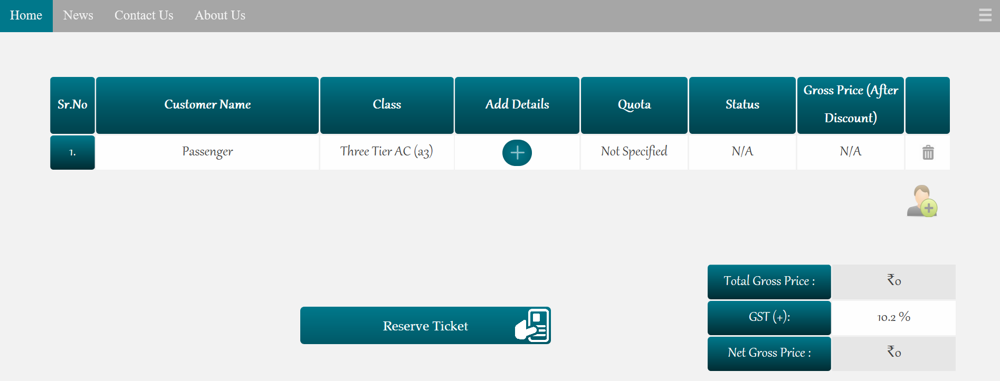 Home News Contact Us About Us
Sr.No Customer Name Class Add Details Quota Status Gross Price (After
Discount)
1. Passenger Three Tier AC (a3) Not Specified N/A N/A
Total Gross Price : ₹0
GST (+): 10.2 %
Reserve Ticket
Net Gross Price : ₹0